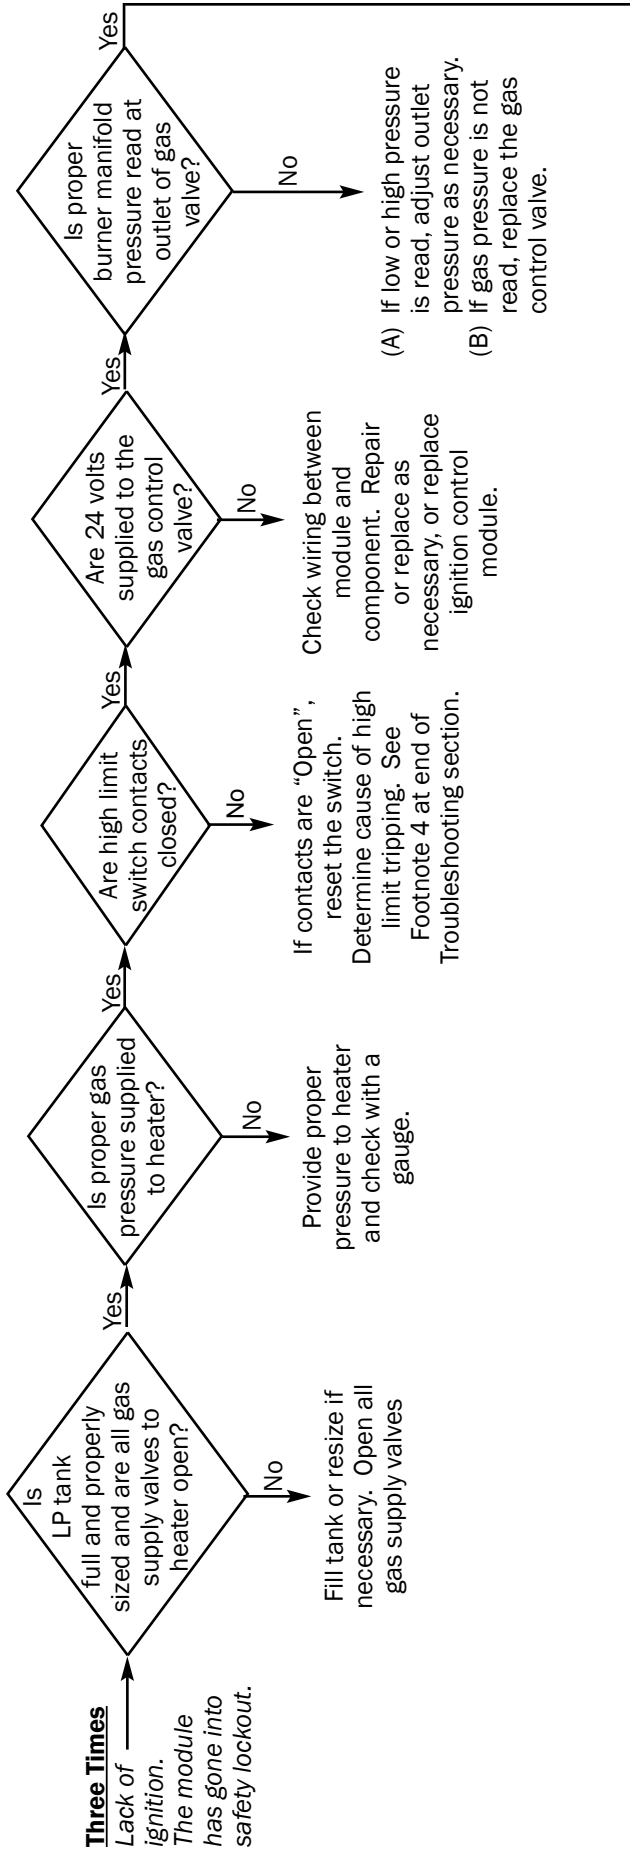 Three Times
Lack of
ignition.
The module
has gone into
safety lockout.
Is
LP tank
full and properly
sized and are all gas
supply valves to
heater open?
Yes
No
Fill tank or resize if
necessary.  Open all
gas supply valves
Is proper gas
pressure supplied
to heater?
Yes
No
Provide proper
pressure to heater
and check with a
gauge.
Are high limit
switch contacts
closed?
Yes
No
If contacts are “Open”,
reset the switch.
Determine cause of high
limit tripping.  See
Footnote 4 at end of
Troubleshooting section.
Are 24 volts
supplied to the
gas control
valve?
Yes
No
Check wiring between
module and
component.  Repair
or replace as
necessary, or replace
ignition control
module.
Is proper
burner manifold
pressure read at
outlet of gas
valve?
Yes
No
(A) If low or high pressure
is read, adjust outlet
pressure as necessary.
(B) If gas pressure is not
read, replace the gas
control valve.